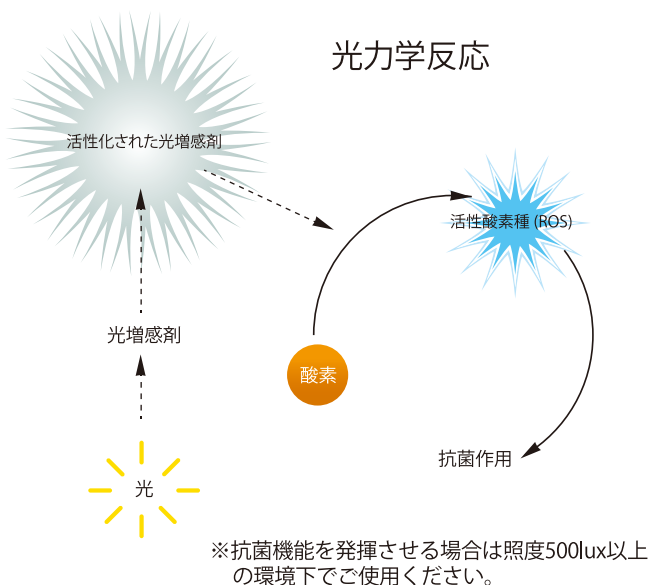 光力学反応
活性化された光増感剤
活性酸素種 (ROS)
光増感剤
酸素
抗菌作用
光
※抗菌機能を発揮させる場合は照度500lux以上
の環境下でご使用ください。